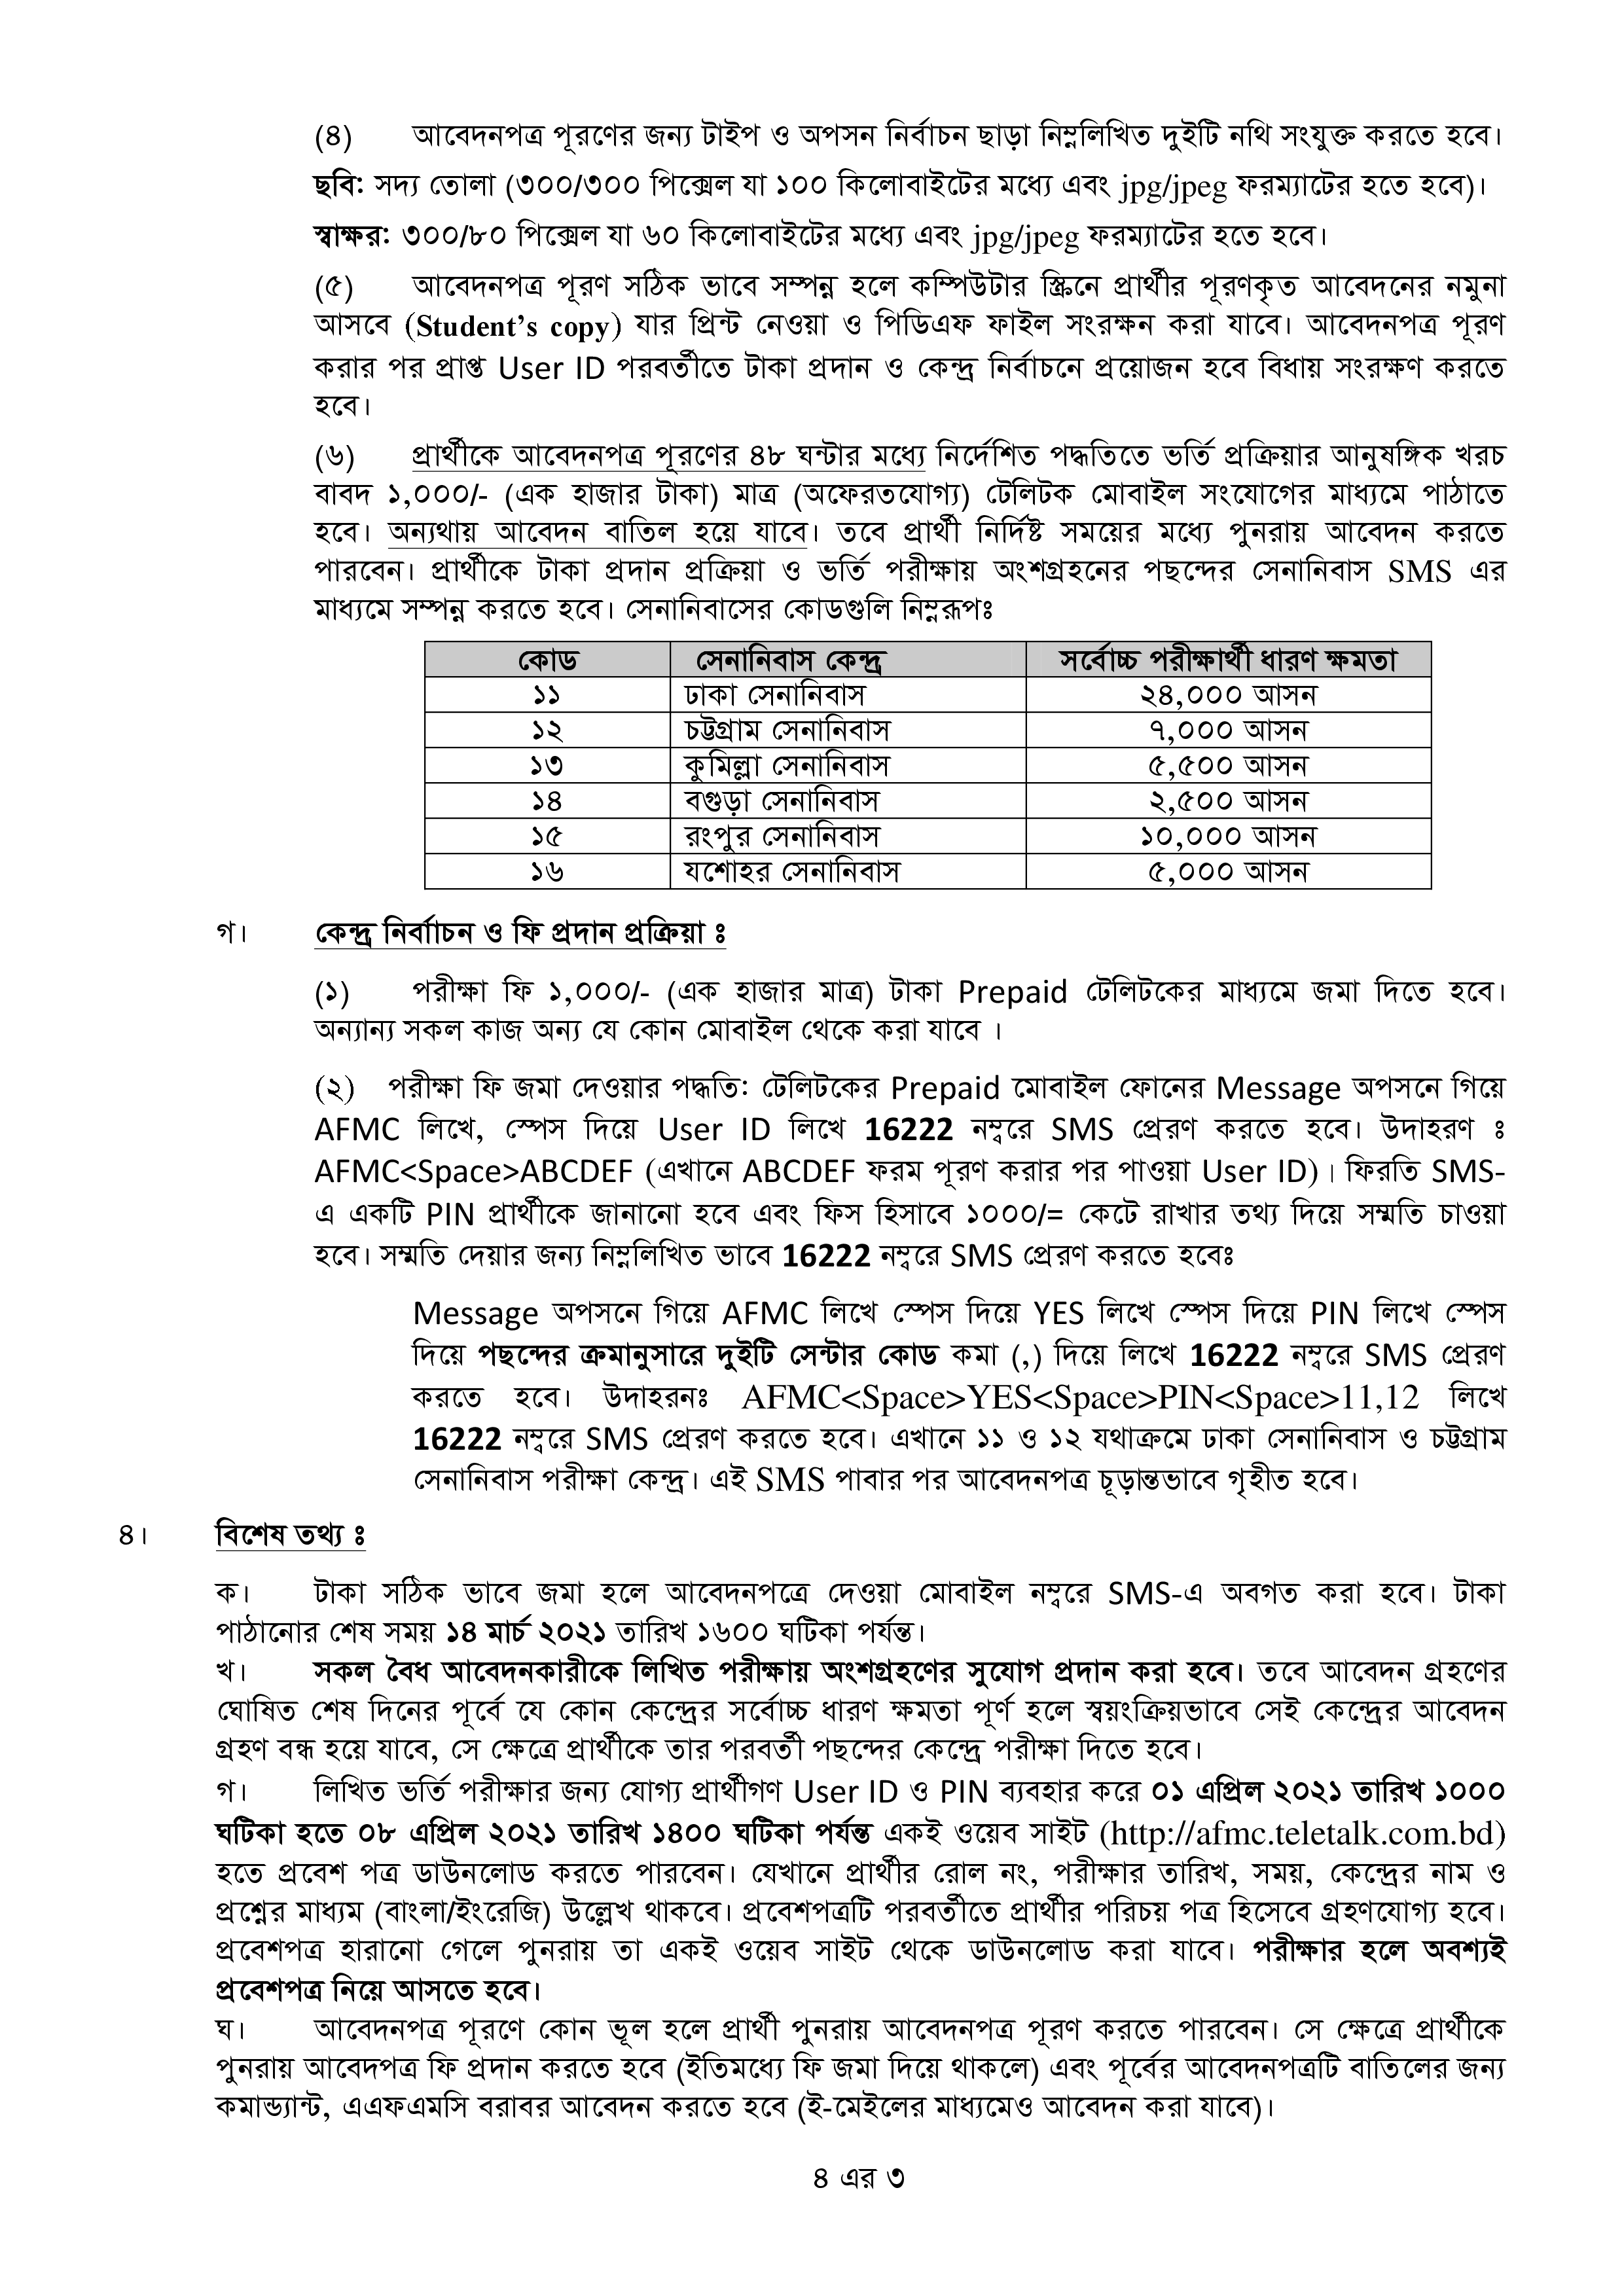 (৪) আবেদনপত্র পূরণের জন্য টাইপ ও অপসন নির্বাচন ছাড়া নিম্নলিখিত দুইটি নথি সংযুক্ত করতে হবে।
ছবি: সদ্য তোলা (৩০০/৩০০ পিক্সেল যা ১০০ কিলোবাইটের মধ্যে এবং jpg/jpeg ফরম্যাটের হতে হবে)।
স্বাক্ষর: ৩০০/৮০ পিক্সেল যা ৬০ কিলোবাইটের মধ্যে এবং jpg/jpeg ফরম্যাটের হতে হবে।
(৫) আবেদনপত্র পূরণ সঠিক ভাবে সম্পন্ন হলে কম্পিউটার স্ক্রিনে প্রার্থীর পূরণকৃত আবেদনের নমুনা
আসবে (Student’s copy) যার প্রিন্ট নেওয়া ও পিডিএফ ফাইল সংরক্ষন করা যাবে। আবেদনপত্র পূরণ
করার পর প্রাপ্ত User ID পরবর্তীতে টাকা প্রদান ও কেন্দ্র নির্বাচনে প্রয়োজন হবে বিধায় সংরক্ষণ করতে
হবে।
(৬) প্রার্থীকে আবেদনপত্র পূরণের ৪৮ ঘন্টার মধ্যে নির্দেশিত পদ্ধতিতে ভর্তি প্রক্রিয়ার আনুষঙ্গিক খরচ
বাবদ ১,০০০/- (এক হাজার টাকা) মাত্র (অফেরতযোগ্য) টেলিটক মোবাইল সংযোগের মাধ্যমে পাঠাতে
হবে। অন্যথায় আবেদন বাতিল হয়ে যাবে। তবে প্রার্থী নির্দিষ্ট সময়ের মধ্যে পুনরায় আবেদন করতে
পারবেন। প্রার্থীকে টাকা প্রদান প্রক্রিয়া ও ভর্তি পরীক্ষায় অংশগ্রহনের পছন্দের সেনানিবাস SMS এর
মাধ্যমে সম্পন্ন করতে হবে। সেনানিবাসের কোডগুলি নিম্নরূপঃ
কোড সেনানিবাস কেন্দ্র সর্বোচ্চ পরীক্ষার্থী ধারণ ক্ষমতা
১১ ঢাকা সেনানিবাস ২৪,০০০ আসন
১২ চট্টগ্রাম সেনানিবাস ৭,০০০ আসন
১৩ কুমিল্লা সেনানিবাস ৫,৫০০ আসন
১৪ বগুড়া সেনানিবাস ২,৫০০ আসন
১৫ রংপুর সেনানিবাস ১০,০০০ আসন
১৬ যশোহর সেনানিবাস ৫,০০০ আসন
গ। কেন্দ্র নির্বাাচন ও ফি প্রদান প্রক্রিয়া ঃ
(১) পরীক্ষা ফি ১,০০০/- (এক হাজার মাত্র) টাকা Prepaid টেলিটকের মাধ্যমে জমা দিতে হবে।
অন্যান্য সকল কাজ অন্য যে কোন মোবাইল থেকে করা যাবে ।
(২) পরীক্ষা ফি জমা দেওয়ার পদ্ধতি: টেলিটকের Prepaid মোবাইল ফোনের Message অপসনে গিয়ে
AFMC লিখে, স্পেস দিয়ে User ID লিখে 16222 নম্বরে SMS প্রেরণ করতে হবে। উদাহরণ ঃ
AFMC<Space>ABCDEF (এখানে ABCDEF ফরম পূরণ করার পর পাওয়া User ID)। ফিরতি SMS-
এ একটি PIN প্রার্থীকে জানানো হবে এবং ফিস হিসাবে ১০০০/= কেটে রাখার তথ্য দিয়ে সম্মতি চাওয়া
হবে। সম্মতি দেয়ার জন্য নিম্নলিখিত ভাবে 16222 নম্বরে SMS প্রেরণ করতে হবেঃ
Message অপসনে গিয়ে AFMC লিখে স্পেস দিয়ে YES লিখে স্পেস দিয়ে PIN লিখে স্পেস
দিয়ে পছন্দের ক্রমানুসারে দুইটি সেন্টার কোড কমা (,) দিয়ে লিখে 16222 নম্বরে SMS প্রেরণ
করতে হবে। উদাহরনঃ AFMC<Space>YES<Space>PIN<Space>11,12 লিখে
16222 নম্বরে SMS প্রেরণ করতে হবে। এখানে ১১ ও ১২ যথাক্রমে ঢাকা সেনানিবাস ও চট্টগ্রাম
সেনানিবাস পরীক্ষা কেন্দ্র। এই SMS পাবার পর আবেদনপত্র চূড়ান্তভাবে গৃহীত হবে।
৪। বিশেষ তথ্য ঃ
ক। টাকা সঠিক ভাবে জমা হলে আবেদনপত্রে দেওয়া মোবাইল নম্বরে SMS-এ অবগত করা হবে। টাকা
পাঠানোর শেষ সময় ১৪ মার্চ ২০২১ তারিখ ১৬০০ ঘটিকা পর্যন্ত।
খ। সকল বৈধ আবেদনকারীকে লিখিত পরীক্ষায় অংশগ্রহণের সুযোগ প্রদান করা হবে। তবে আবেদন গ্রহণের
ঘোষিত শেষ দিনের পূর্বে যে কোন কেন্দ্রের সর্বোচ্চ ধারণ ক্ষমতা পূর্ণ হলে স্বয়ংক্রিয়ভাবে সেই কেন্দ্রের আবেদন
গ্রহণ বন্ধ হয়ে যাবে, সে ক্ষেত্রে প্রার্থীকে তার পরবর্তী পছন্দের কেন্দ্রে পরীক্ষা দিতে হবে।
গ। লিখিত ভর্তি পরীক্ষার জন্য যোগ্য প্রার্থীগণ User ID ও PIN ব্যবহার করে ০১ এপ্রিল ২০২১ তারিখ ১০০০
ঘটিকা হতে ০৮ এপ্রিল ২০২১ তারিখ ১৪০০ ঘটিকা পর্যন্ত একই ওয়েব সাইট (http://afmc.teletalk.com.bd)
হতে প্রবেশ পত্র ডাউনলোড করতে পারবেন। যেখানে প্রার্থীর রোল নং, পরীক্ষার তারিখ, সময়, কেন্দ্রের নাম ও
প্রশ্নের মাধ্যম (বাংলা/ইংরেজি) উল্লেখ থাকবে। প্রবেশপত্রটি পরবর্তীতে প্রার্থীর পরিচয় পত্র হিসেবে গ্রহণযোগ্য হবে।
প্রবেশপত্র হারানো গেলে পুনরায় তা একই ওয়েব সাইট থেকে ডাউনলোড করা যাবে। পরীক্ষার হলে অবশ্যই
প্রবেশপত্র নিয়ে আসতে হবে।
ঘ। আবেদনপত্র পূরণে কোন ভূল হলে প্রার্থী পুনরায় আবেদনপত্র পূরণ করতে পারবেন। সে ক্ষেত্রে প্রার্থীকে
পুনরায় আবেদপত্র ফি প্রদান করতে হবে (ইতিমধ্যে ফি জমা দিয়ে থাকলে) এবং পূর্বের আবেদনপত্রটি বাতিলের জন্য
কমান্ড্যান্ট, এএফএমসি বরাবর আবেদন করতে হবে (ই-মেইলের মাধ্যমেও আবেদন করা যাবে)।
৪ এর ৩